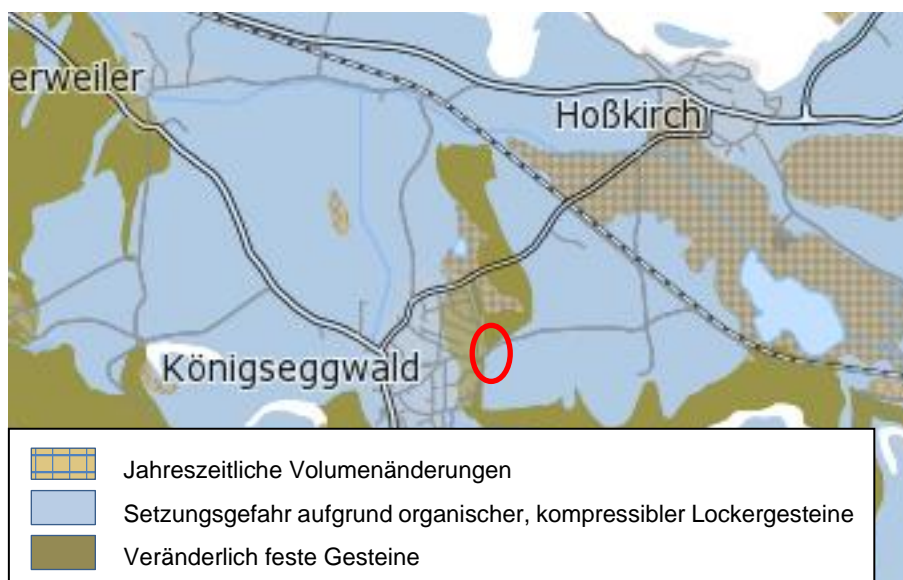 erweiler
Hoßkirch
Königseggwald
Jahreszeitliche Volumenänderungen
Setzungsgefahr aufgrund organischer, kompressibler Lockergesteine
Veränderlich feste Gesteine